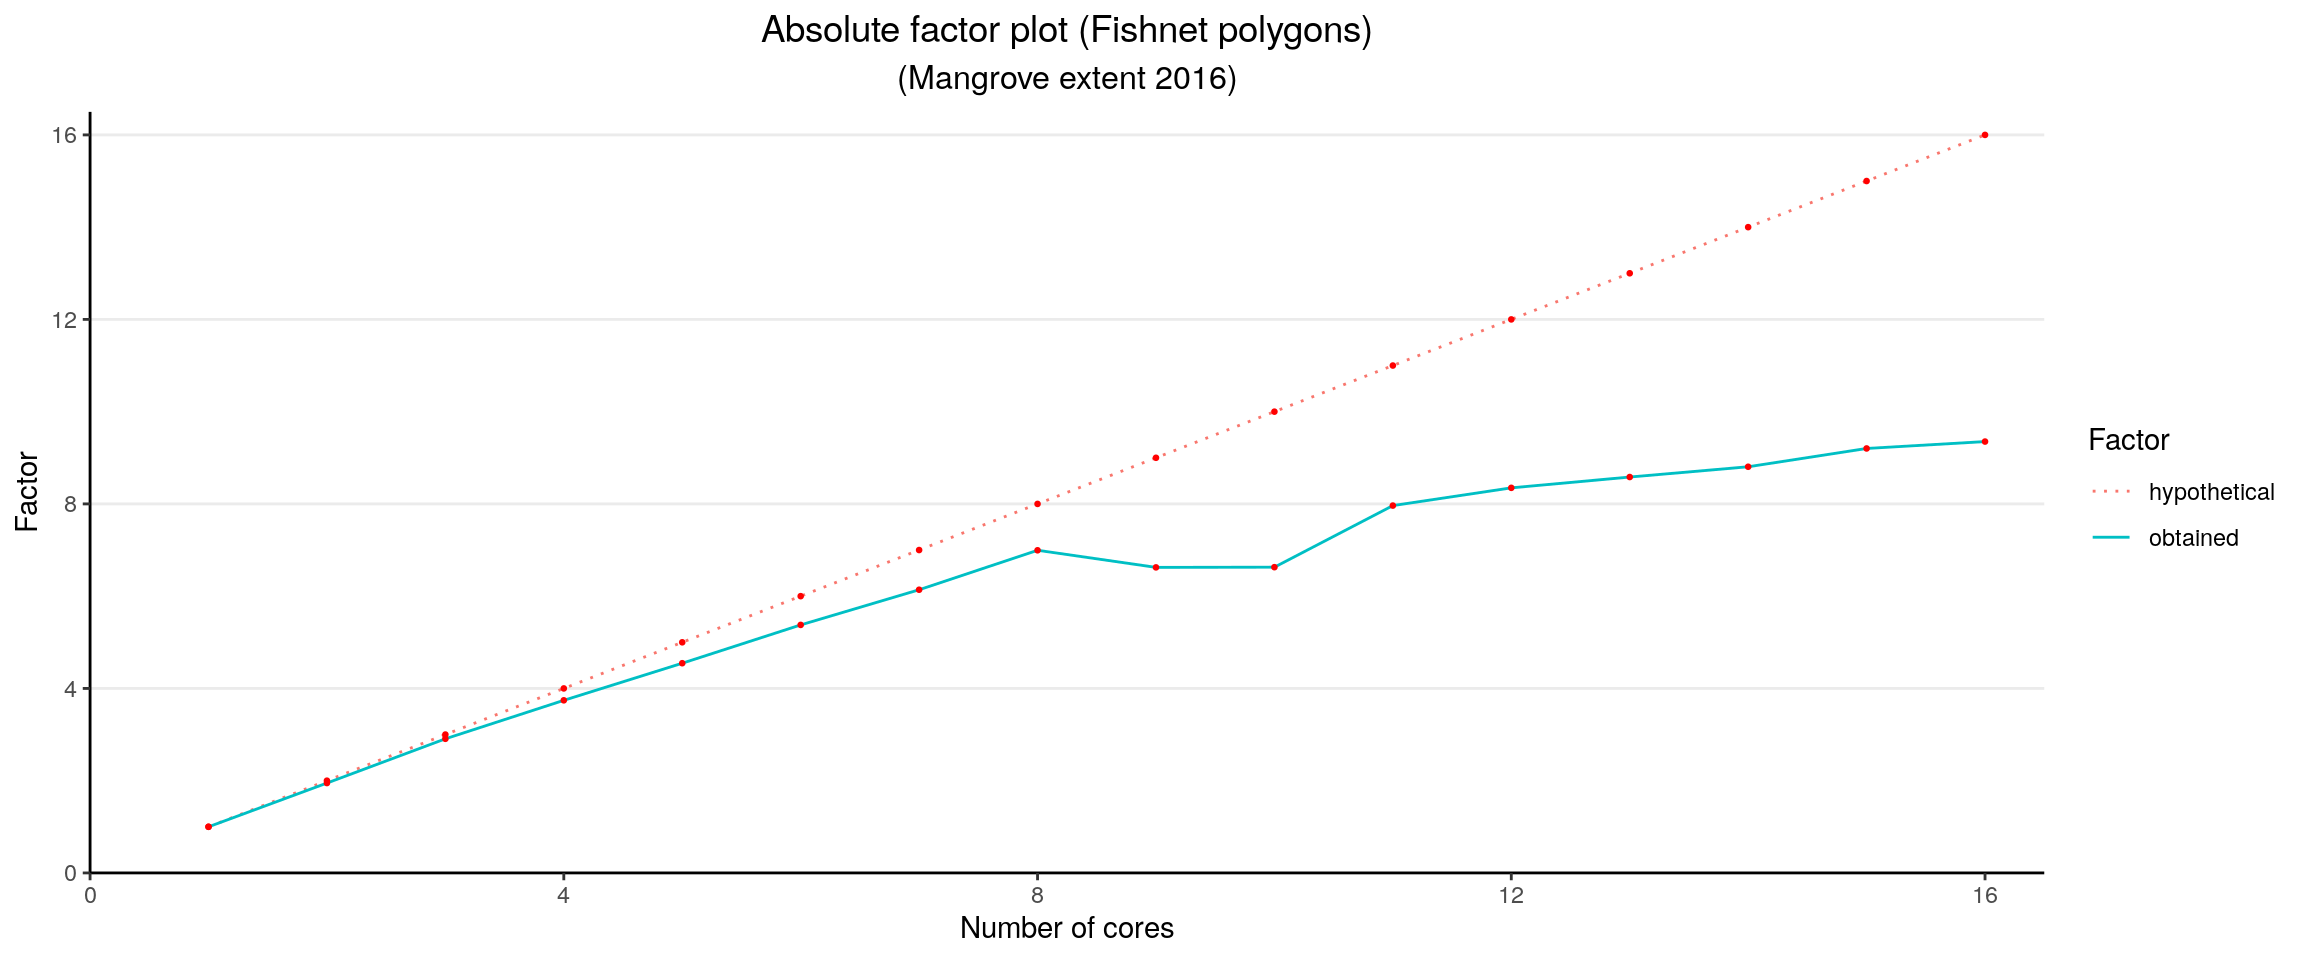 Absolute factor plot (Fishnet polygons)
(Mangrove extent 2016)
16
12
8
4
0
Factor
0 4 8 12 16
Number of cores
Factor
hypothetical
obtained